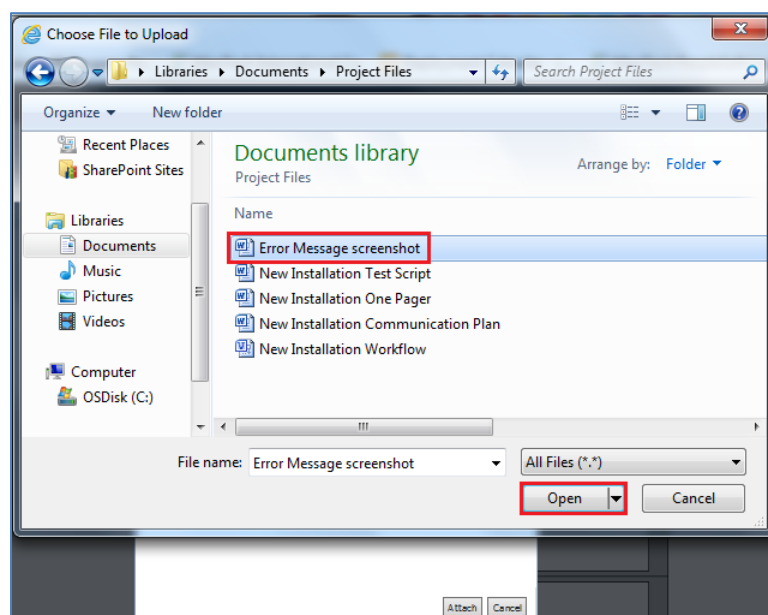 Choose File to Upload
Libraries Documents Project Files
Search Project Files
Organize New folder
Recent Places
SharePoint Sites
Libraries
Documents
Music
Pictures
Videos
Computer
OSDisk (C:)
Documents library
Project Files
Arrange by: Folder
Name
Error Message screenshot
New Installation Test Script
New Installation One Pager
New Installation Communication Plan
New Installation Workflow
File name: Error Message screenshot
All Files (*.*)
Open Cancel
Attach Cancel